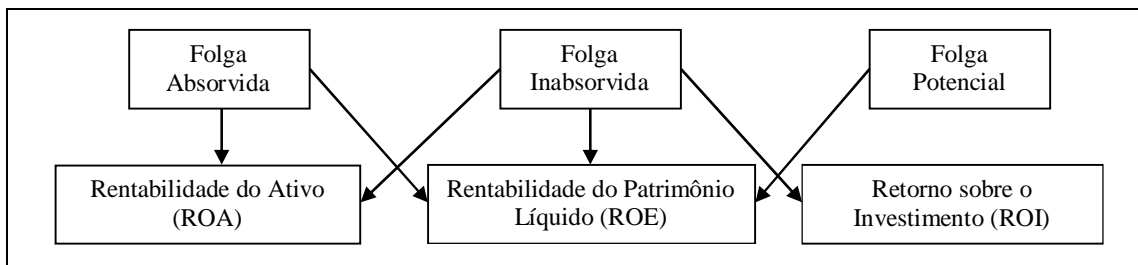 Folga
Absorvida
Folga
Inabsorvida
Folga
Potencial
Rentabilidade do Ativo
(ROA)
Rentabilidade do Patrimônio
Líquido (ROE)
Retorno sobre o
Investimento (ROI)